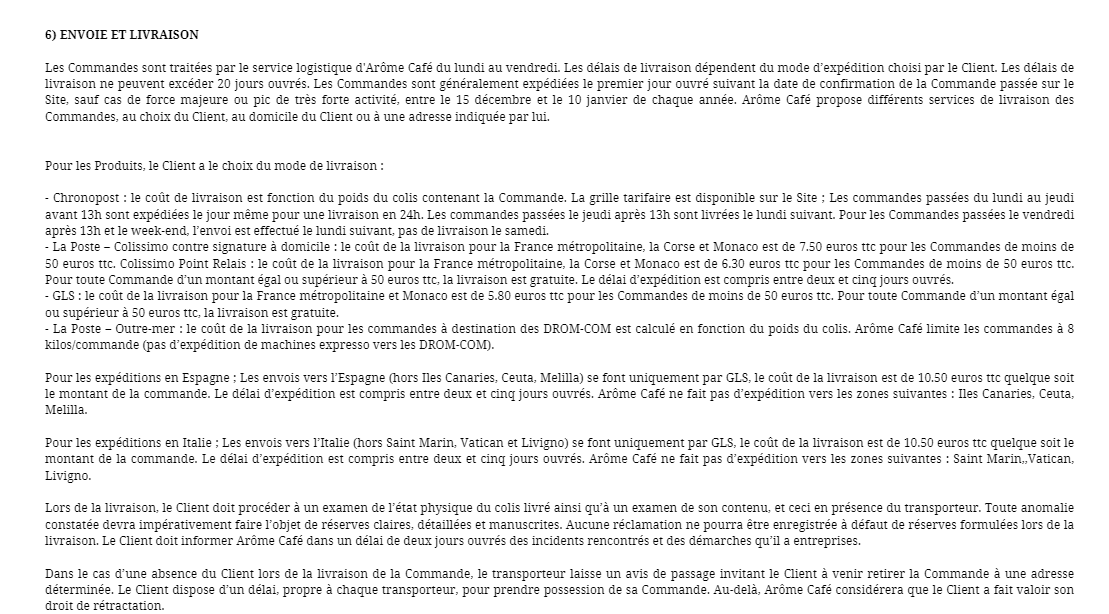 6) ENVOIE ET LIVRAISON
Les Commandes sont traitées par le service logistique d'Arôme Café du lundi au vendredi. Les délais de livraison dépendent du mode d’expédition choisi par le Client. Les délais de
livraison ne peuvent excéder 20 jours ouvrés. Les Commandes sont généralement expédiées le premier jour ouvré suivant la date de confirmation de la Commande passée sur le
Site, sauf cas de force majeure ou pic de très forte activité, entre le 15 décembre et le 10 janvier de chaque année. Arôme Café propose différents services de livraison des
Commandes, au choix du Client, au domicile du Client ou à une adresse indiquée par lui.
Pour les Produits, le Client a le choix du mode de livraison :
- Chronopost : le coût de livraison est fonction du poids du colis contenant la Commande. La grille tarifaire est disponible sur le Site ; Les commandes passées du lundi au jeudi
avant 13h sont expédiées le jour même pour une livraison en 24h. Les commandes passées le jeudi après 13h sont livrées le lundi suivant. Pour les Commandes passées le vendredi
après 13h et le week-end, l’envoi est effectué le lundi suivant, pas de livraison le samedi.
- La Poste – Colissimo contre signature à domicile : le coût de la livraison pour la France métropolitaine, la Corse et Monaco est de 7.50 euros ttc pour les Commandes de moins de
50 euros ttc. Colissimo Point Relais : le coût de la livraison pour la France métropolitaine, la Corse et Monaco est de 6.30 euros ttc pour les Commandes de moins de 50 euros ttc.
Pour toute Commande d’un montant égal ou supérieur à 50 euros ttc, la livraison est gratuite. Le délai d’expédition est compris entre deux et cinq jours ouvrés.
- GLS : le coût de la livraison pour la France métropolitaine et Monaco est de 5.80 euros ttc pour les Commandes de moins de 50 euros ttc. Pour toute Commande d’un montant égal
ou supérieur à 50 euros ttc, la livraison est gratuite.
- La Poste – Outre-mer : le coût de la livraison pour les commandes à destination des DROM-COM est calculé en fonction du poids du colis. Arôme Café limite les commandes à 8
kilos/commande (pas d’expédition de machines expresso vers les DROM-COM).
Pour les expéditions en Espagne : Les envois vers l’Espagne (hors Iles Canaries, Ceuta, Melilla) se font uniquement par GLS, le coût de la livraison est de 10.50 euros ttc quelque soit
le montant de la commande. Le délai d’expédition est compris entre deux et cinq jours ouvrés. Arôme Café ne fait pas d’expédition vers les zones suivantes : Iles Canaries, Ceuta,
Melilla.
Pour les expéditions en Italie : Les envois vers l’Italie (hors Saint Marin, Vatican et Livigno) se font uniquement par GLS, le coût de la livraison est de 10.50 euros ttc quelque soit le
montant de la commande. Le délai d’expédition est compris entre deux et cinq jours ouvrés. Arôme Café ne fait pas d’expédition vers les zones suivantes : Saint Marin,,Vatican,
Livigno.
Lors de la livraison, le Client doit procéder à un examen de l’état physique du colis livré ainsi qu’à un examen de son contenu, et ceci en présence du transporteur. Toute anomalie
constatée devra impérativement faire l’objet de réserves claires, détaillées et manuscrites. Aucune réclamation ne pourra être enregistrée à défaut de réserves formulées lors de la
livraison. Le Client doit informer Arôme Café dans un délai de deux jours ouvrés des incidents rencontrés et des démarches qu’il a entreprises.
Dans le cas d’une absence du Client lors de la livraison de la Commande, le transporteur laisse un avis de passage invitant le Client à venir retirer la Commande à une adresse
déterminée. Le Client dispose d’un délai, propre à chaque transporteur, pour prendre possession de sa Commande. Au-delà, Arôme Café considérera que le Client a fait valoir son
droit de rétractation.